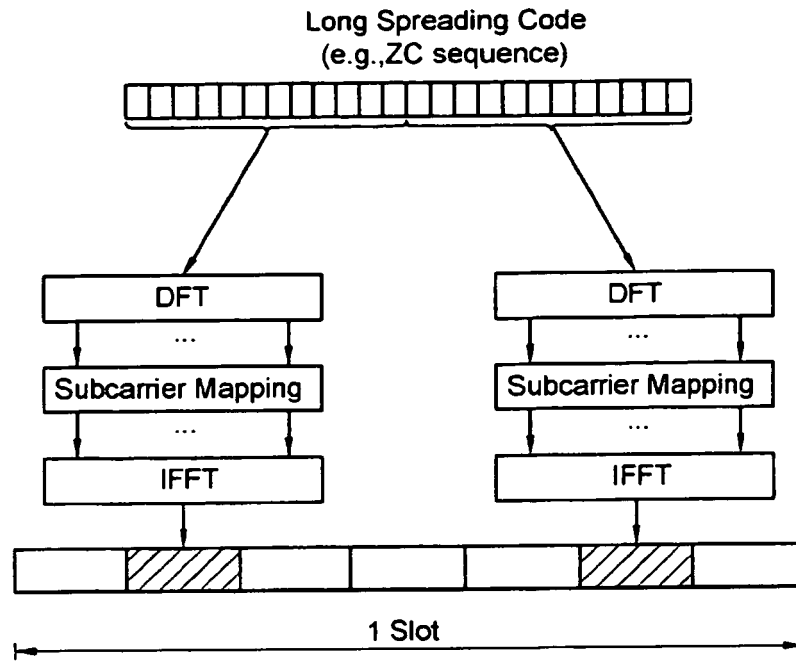 Long Spreading Code
(e.g.,ZC sequence)
DFT
DFT
...
...
Subcarrier Mapping
Subcarrier Mapping
...
...
IFFT
IFFT
1 Slot